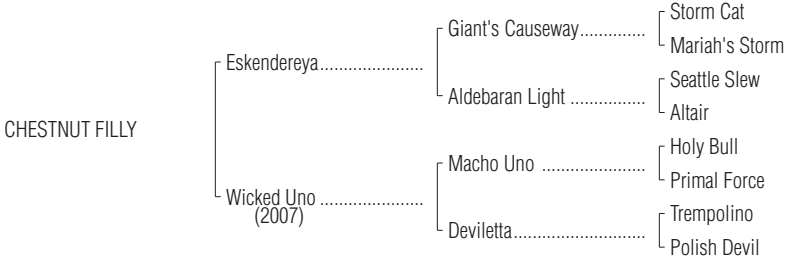 Storm Cat
Giant's Causeway..............
Mariah's Storm
Eskendereya......................
Seattle Slew
Aldebaran Light ................
Altair
CHESTNUT FILLY
Holy Bull
Macho Uno ......................
Primal Force
Wicked Uno ......................
(2007)
Trempolino
Deviletta............................
Polish Devil